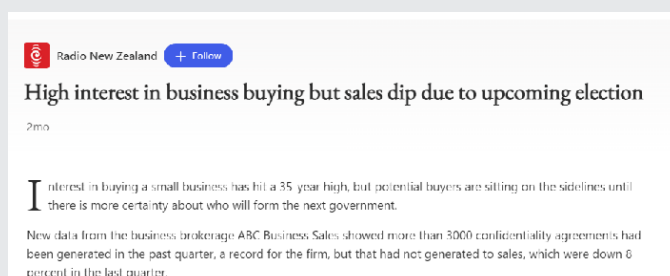 Radio New Zealand + Follow
High interest in business buying but sales dip due to upcoming election
2mo
Interest in buying a small business has hit a 35-year high, but potential buyers are sitting on the sidelines until
there is more certainty about who will form the next government.
New data from the business brokerage ABC Business Sales showed more than 3000 confidentiality agreements had
been generated in the past quarter, a record for the firm, but that had not generated to sales, which were down 8
percent in the last quarter.